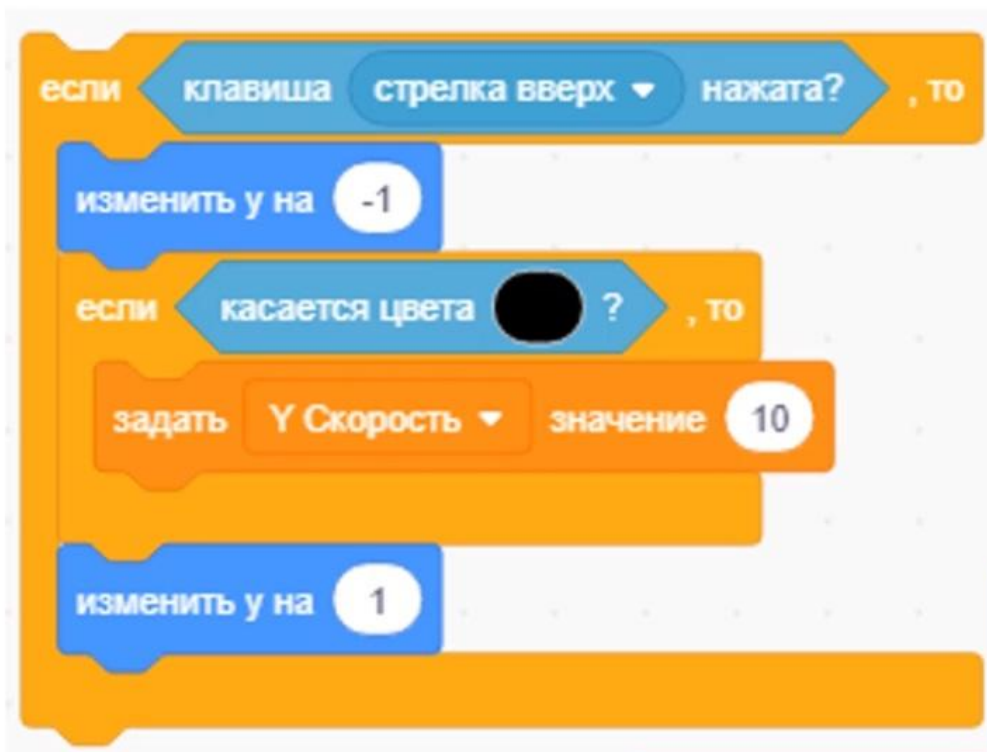 если клавиша стрелка вверх нажата? , то
изменить y на -1
если касается цвета ? , то
задать Y Скорость значение 10
изменить y на 1